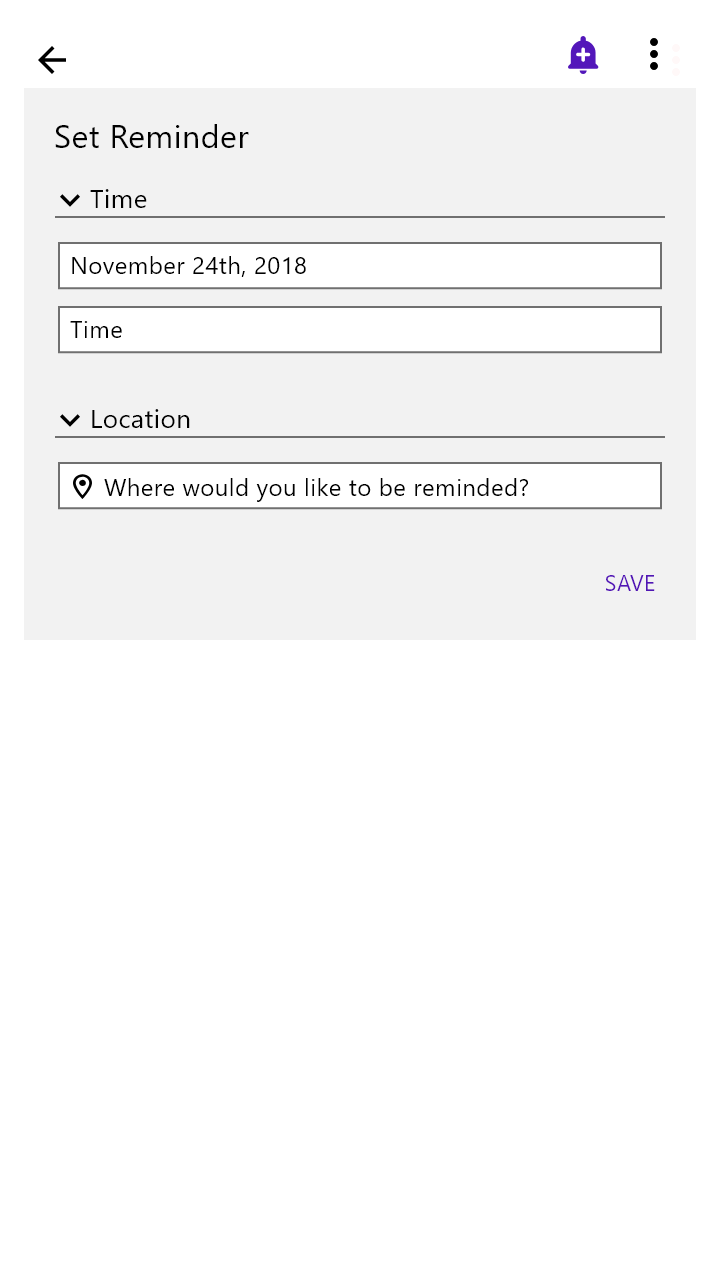 Set Reminder
Time
November 24th, 2018
Time
Location
Where would you like to be reminded?
SAVE